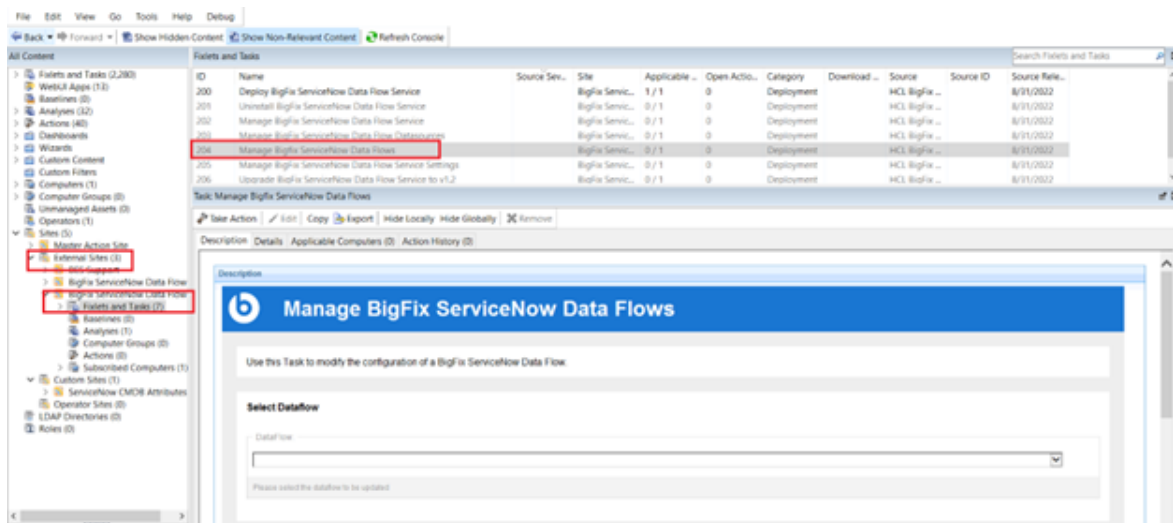 File Edit View Go Tools Help Debug
Back Forward Show Hidden Content Show Non-Relevant Content Refresh Console
All Content
Fixlets and Tasks (2,280)
WebUI Apps (13)
Baselines (0)
Analyses (32)
Actions (40)
Dashboards
Wizards
Custom Content
Custom Filters
Computers (1)
Computer Groups (0)
Unmanaged Assets (0)
Operators (1)
Sites (5)
Master Action Site
External Sites (3)
BES Support
BigFix ServiceNow Data Flow
BigFix ServiceNow Data Flow
Fixlets and Tasks (7)
Baselines (0)
Analyses (1)
Computer Groups (0)
Actions (0)
Subscribed Computers (1)
Custom Sites (1)
ServiceNow CMDB Attributes
Operator Sites (0)
LDAP Directories (0)
Roles (0)
Fixlets and Tasks
Search Fixlets and Tasks
ID Name Source Sev... Site Applicable ... Open Actio... Category Download ... Source Source ID Source Rele...
200 Deploy BigFix ServiceNow Data Flow Service BigFix Servic... 1 / 1 0 Deployment HCL BigFix ... 8/31/2022
201 Uninstall BigFix ServiceNow Data Flow Service BigFix Servic... 0 / 1 0 Deployment HCL BigFix ... 8/31/2022
202 Manage BigFix ServiceNow Data Flow Service BigFix Servic... 0 / 1 0 Deployment HCL BigFix ... 8/31/2022
203 Manage BigFix ServiceNow Data Flow Datasources BigFix Servic... 0 / 1 0 Deployment HCL BigFix ... 8/31/2022
204 Manage Bigfix ServiceNow Data Flows BigFix Servic... 0 / 1 0 Deployment HCL BigFix ... 8/31/2022
205 Manage BigFix ServiceNow Data Flow Service Settings BigFix Servic... 0 / 1 0 Deployment HCL BigFix ... 8/31/2022
206 Upgrade BigFix ServiceNow Data Flow Service to v1.2 BigFix Servic... 0 / 1 0 Deployment HCL BigFix ... 8/31/2022
Task: Manage Bigfix ServiceNow Data Flows
Take Action Edit Copy Export Hide Locally Hide Globally Remove
Description Details Applicable Computers (0) Action History (0)
Description
b Manage BigFix ServiceNow Data Flows
Use this Task to modify the configuration of a BigFix ServiceNow Data Flow.
Select Dataflow
DataFlow
Please select the dataflow to be updated